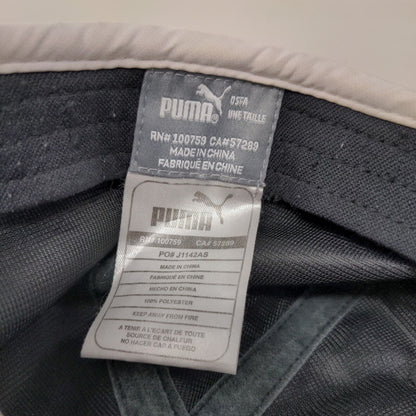 PUMA OSFA
UNE TAILLE
RN# 100759 CA#57289
MADE IN CHINA
FABRIQUÉ EN CHINE
PUMA
RN# 100759 CA# 57289
PO# J1142AS
MADE IN CHINA
FABRIQUE EN CHINE
HECHO EN CHINA
100% POLYESTER
KEEP AWAY FROM FIRE
A TENIR A L'ECART DE TOUTE
SOURCE DE CHALEUR
NO HACER CAP A FUEGO